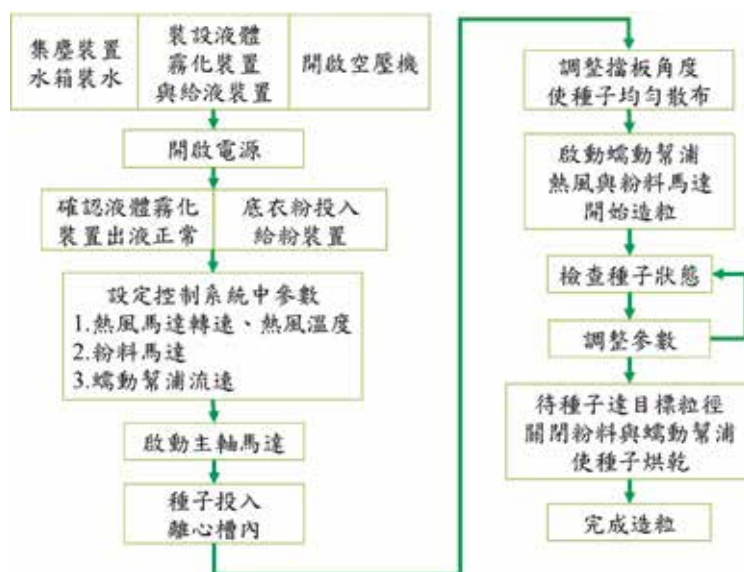 集塵裝置
水箱裝水
裝設液體
霧化裝置
與給液裝置
開啟空壓機
開啟電源
確認液體霧化
裝置出液正常
底衣粉投入
給粉裝置
設定控制系統中參數
1.熱風馬達轉速、熱風溫度
2.粉料馬達
3.蠕動幫浦流速
啟動主軸馬達
種子投入
離心槽內
調整擋板角度
使種子均勻散布
啟動蠕動幫浦
熱風與粉料馬達
開始造粒
檢查種子狀態
調整參數
待種子達目標粒徑
關閉粉料與蠕動幫浦
使種子烘乾
完成造粒